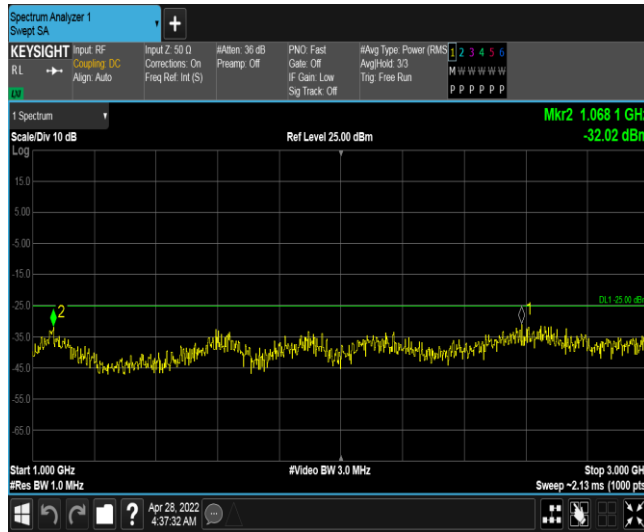 Spectrum Analyzer 1
Swept SA
+
KEYSIGHT Input: RF Input Z: 50 Ω #Atten: 36 dB PNO: Fast #Avg Type: Power (RMS 1 2 3 4 5 6
RL Coupling: DC Corrections: On Preamp: Off Gate: Off Avg|Hold: 3/3 M W W W W W
Align: Auto Freq Ref: Int (S) IF Gain: Low Trig: Free Run
Sig Track: Off P P P P P P
LXI
1 Spectrum Mkr2 1.068 1 GHz
Scale/Div 10 dB Ref Level 25.00 dBm -32.02 dBm
Log
15.0
5.00
-5.00
-15.0
-25.0 DL1 -25.00 dBm
2 1
-35.0
-45.0
-55.0
-65.0
Start 1.000 GHz #Video BW 3.0 MHz Stop 3.000 GHz
#Res BW 1.0 MHz Sweep ~2.13 ms (1000 pts
? Apr 28, 2022
4:37:32 AM